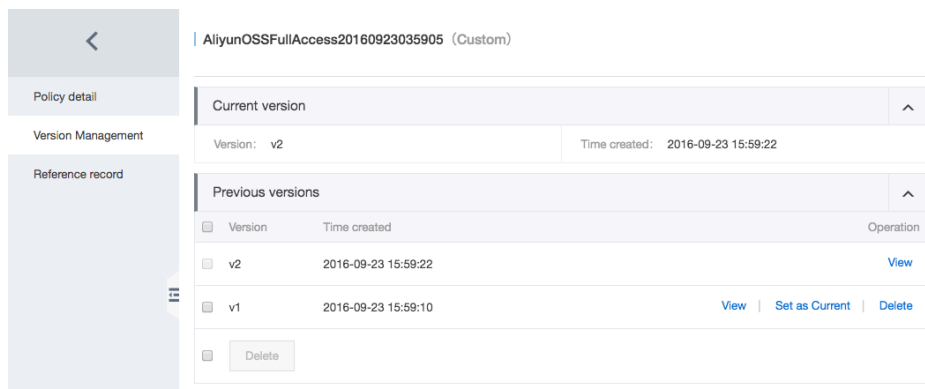 AliyunOSSFullAccess20160923035905 (Custom)
Policy detail
Version Management
Reference record
Current version
Version: v2 Time created: 2016-09-23 15:59:22
Previous versions
Version Time created Operation
v2 2016-09-23 15:59:22 View
v1 2016-09-23 15:59:10 View | Set as Current | Delete
Delete